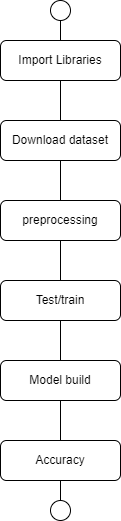 Import Libraries
Download dataset
preprocessing
Test/train
Model build
Accuracy